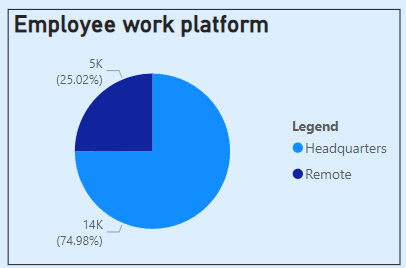 Employee work platform
5K
(25.02%)
Legend
Headquarters
Remote
14K
(74.98%)